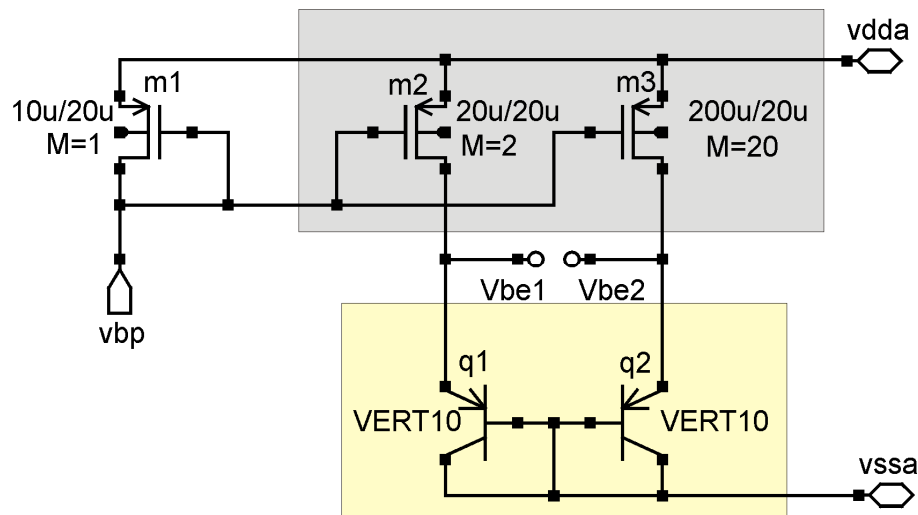 vdda
m1
m2
m3
10u/20u
M=1
20u/20u
M=2
200u/20u
M=20
Vbe1
Vbe2
vbp
q1
q2
VERT10
VERT10
vssa